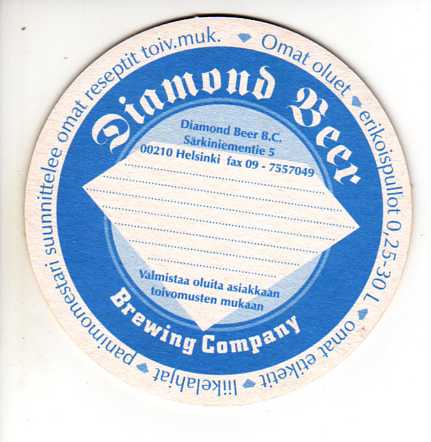 Diamond Beer
Diamond Beer B.C.
Särkiniementie 5
00210 Helsinki fax 09 - 7557049
Valmistaa oluita asiakkaan
toivomusten mukaan
Brewing Company
Omat oluet ♦ erikoispullot 0,25-30 L ♦ omat etiketit ♦ liikelahjat ♦ panimomestari suunnittelee omat reseptit toiv.muk. ♦